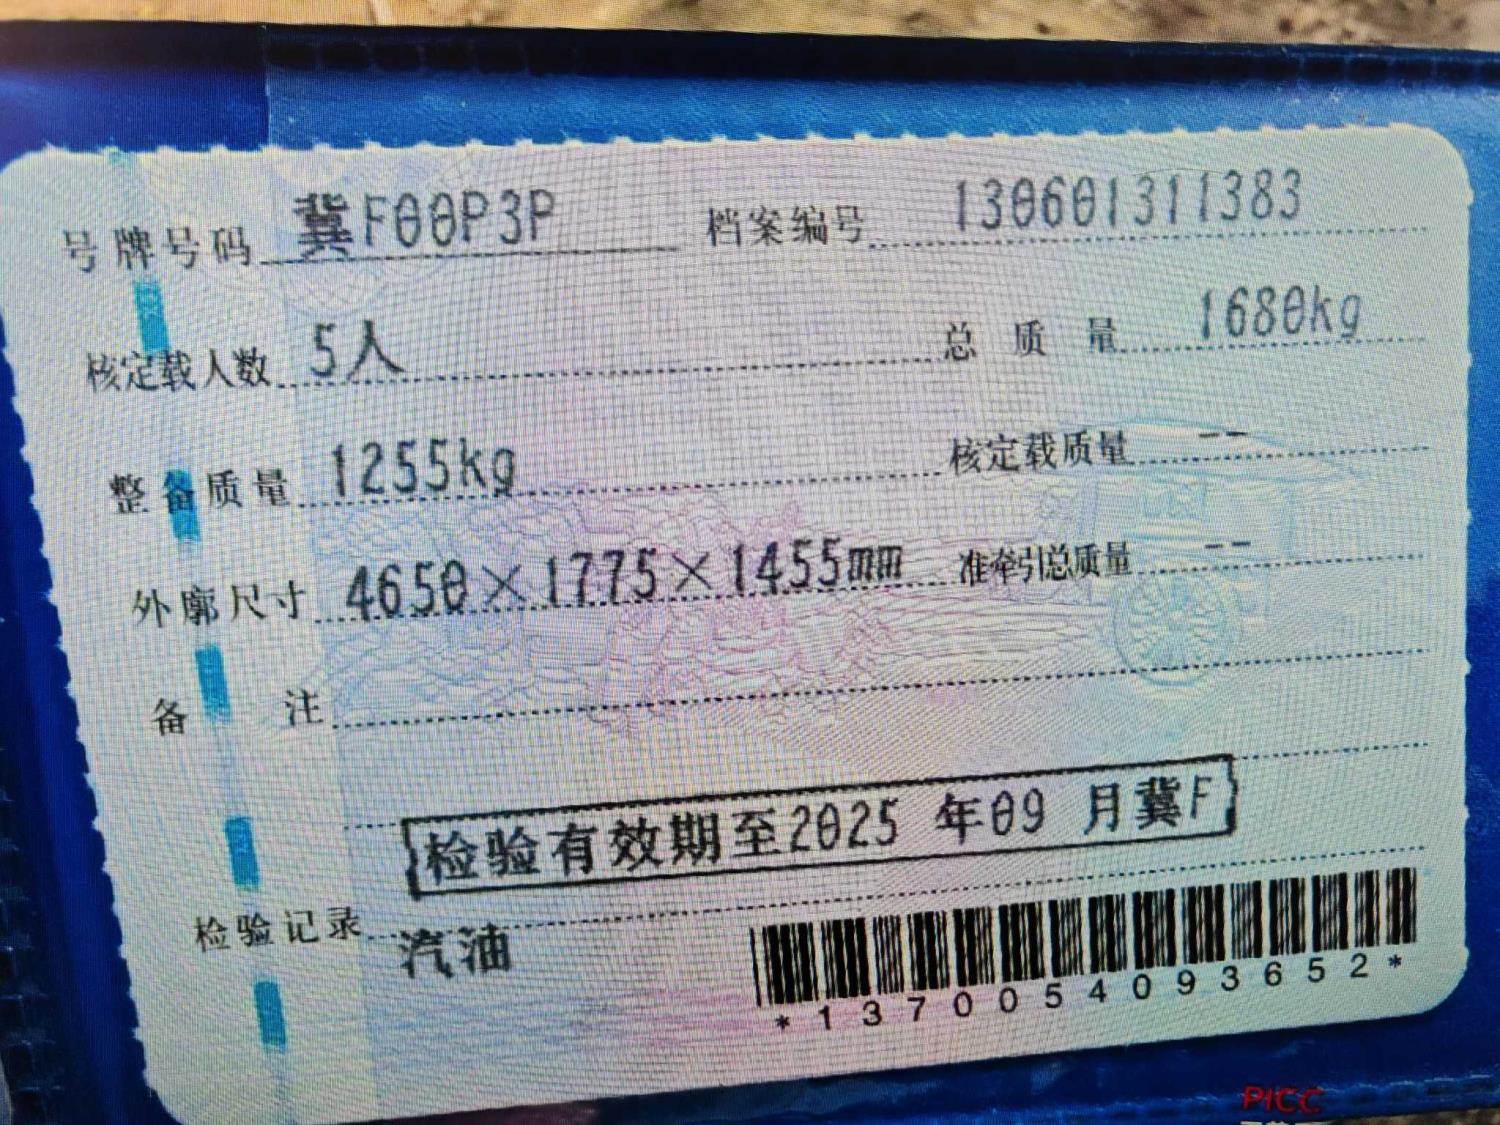 号牌号码 冀F00P3P 档案编号 130601311383
核定载人数 5人 总质量 1680kg
整备质量 1255kg 核定载质量 --
外廓尺寸 4650×1775×1455mm 准牵引总质量 --
备注
检验有效期至2025 年09 月冀F
检验记录 汽油
*1370054093652*
PICC